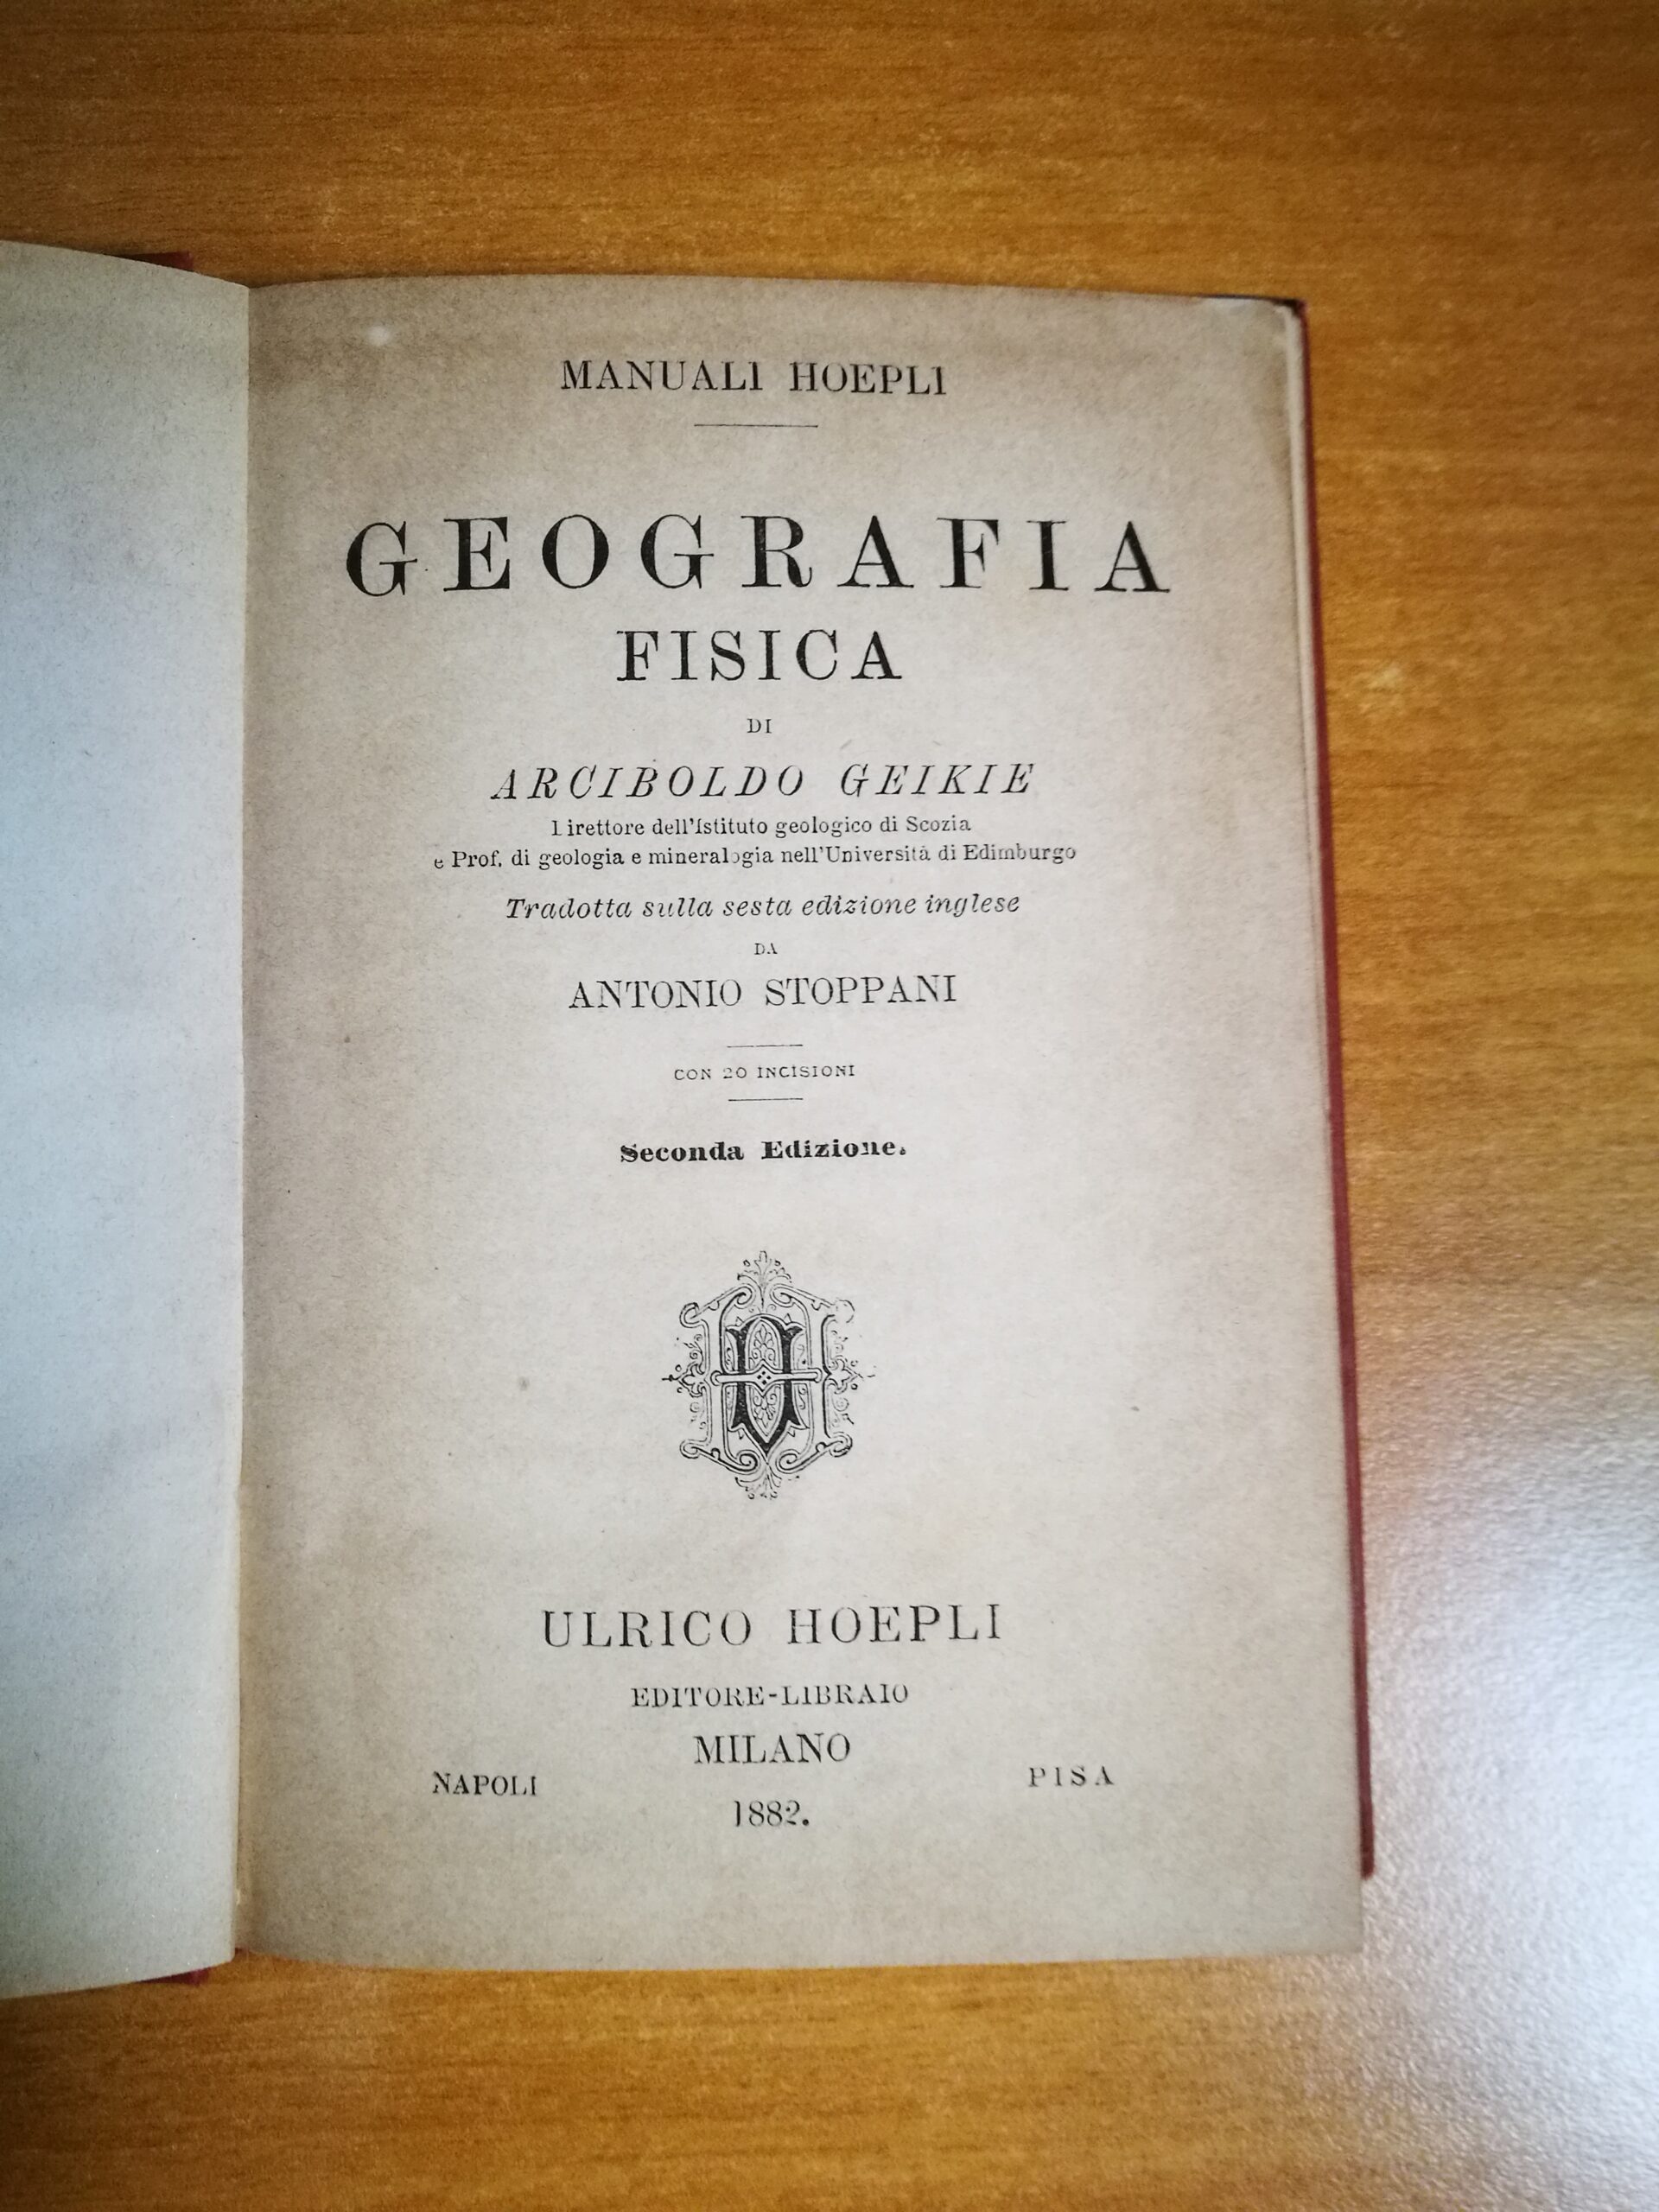 MANUALI HOEPLI
GEOGRAFIA
FISICA
DI
ARCIBOLDO GEIKIE
Direttore dell'Istituto geologico di Scozia
e Prof. di geologia e mineralogia nell'Università di Edimburgo
Tradotta sulla sesta edizione inglese
DA
ANTONIO STOPPANI
CON 20 INCISIONI
Seconda Edizione.
ULRICO HOEPLI
EDITORE-LIBRAIO
MILANO
NAPOLI PISA
1882.